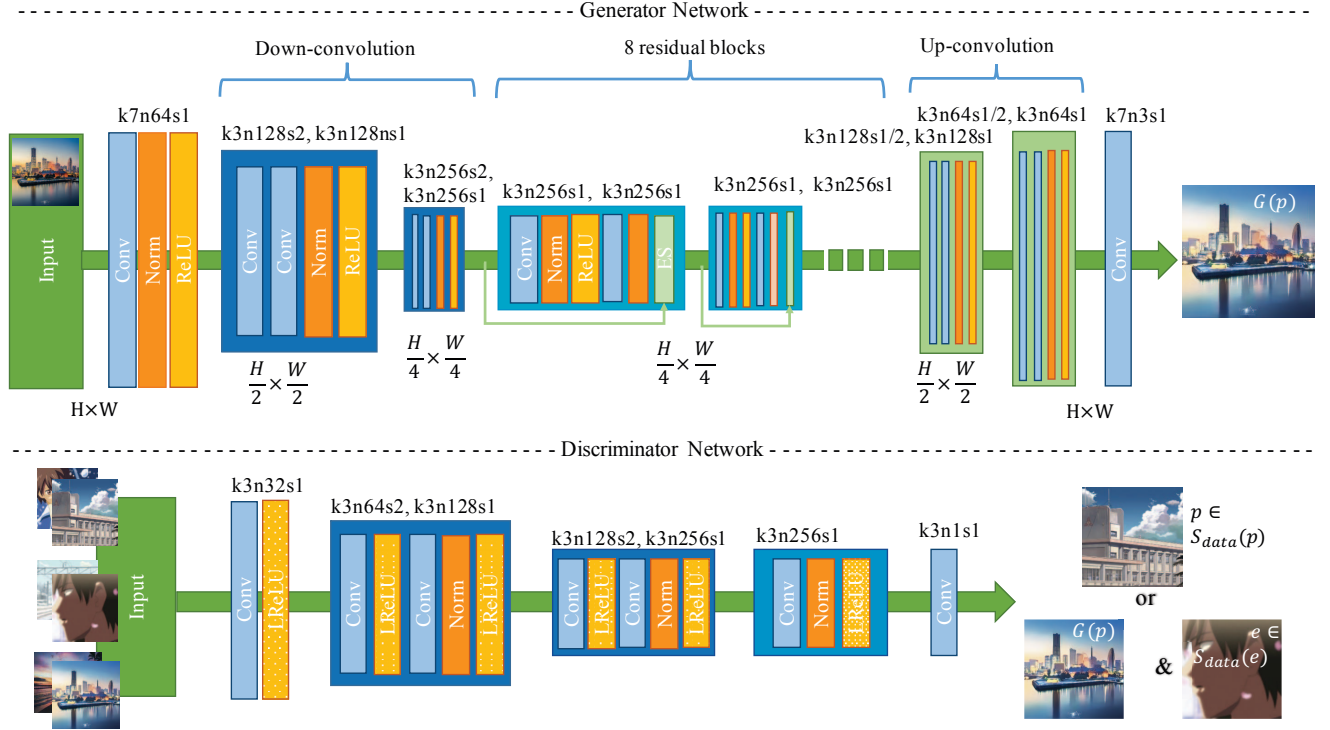 Generator Network
Down-convolution
8 residual blocks
Up-convolution
k7n64s1
k3n128s2, k3n128ns1
k3n256s2,
k3n256s1
k3n256s1, k3n256s1
k3n256s1, k3n256s1
k3n128s1/2, k3n128s1
k3n64s1/2, k3n64s1
k7n3s1
Input
Conv
Norm
ReLU
Conv
Conv
Norm
ReLU
Conv
Norm
ReLU
ES
Conv
G(p)
H×W
H/2 × W/2
H/4 × W/4
H/4 × W/4
H/2 × W/2
H×W
Discriminator Network
k3n32s1
k3n64s2, k3n128s1
k3n128s2, k3n256s1
k3n256s1
k3n1s1
Input
Conv
LReLU
Conv
LReLU
Conv
Norm
LReLU
Conv
LReLU
Conv
Norm
LReLU
Conv
Norm
LReLU
Conv
p ∈
S_data(p)
or
G(p)
&
e ∈
S_data(e)